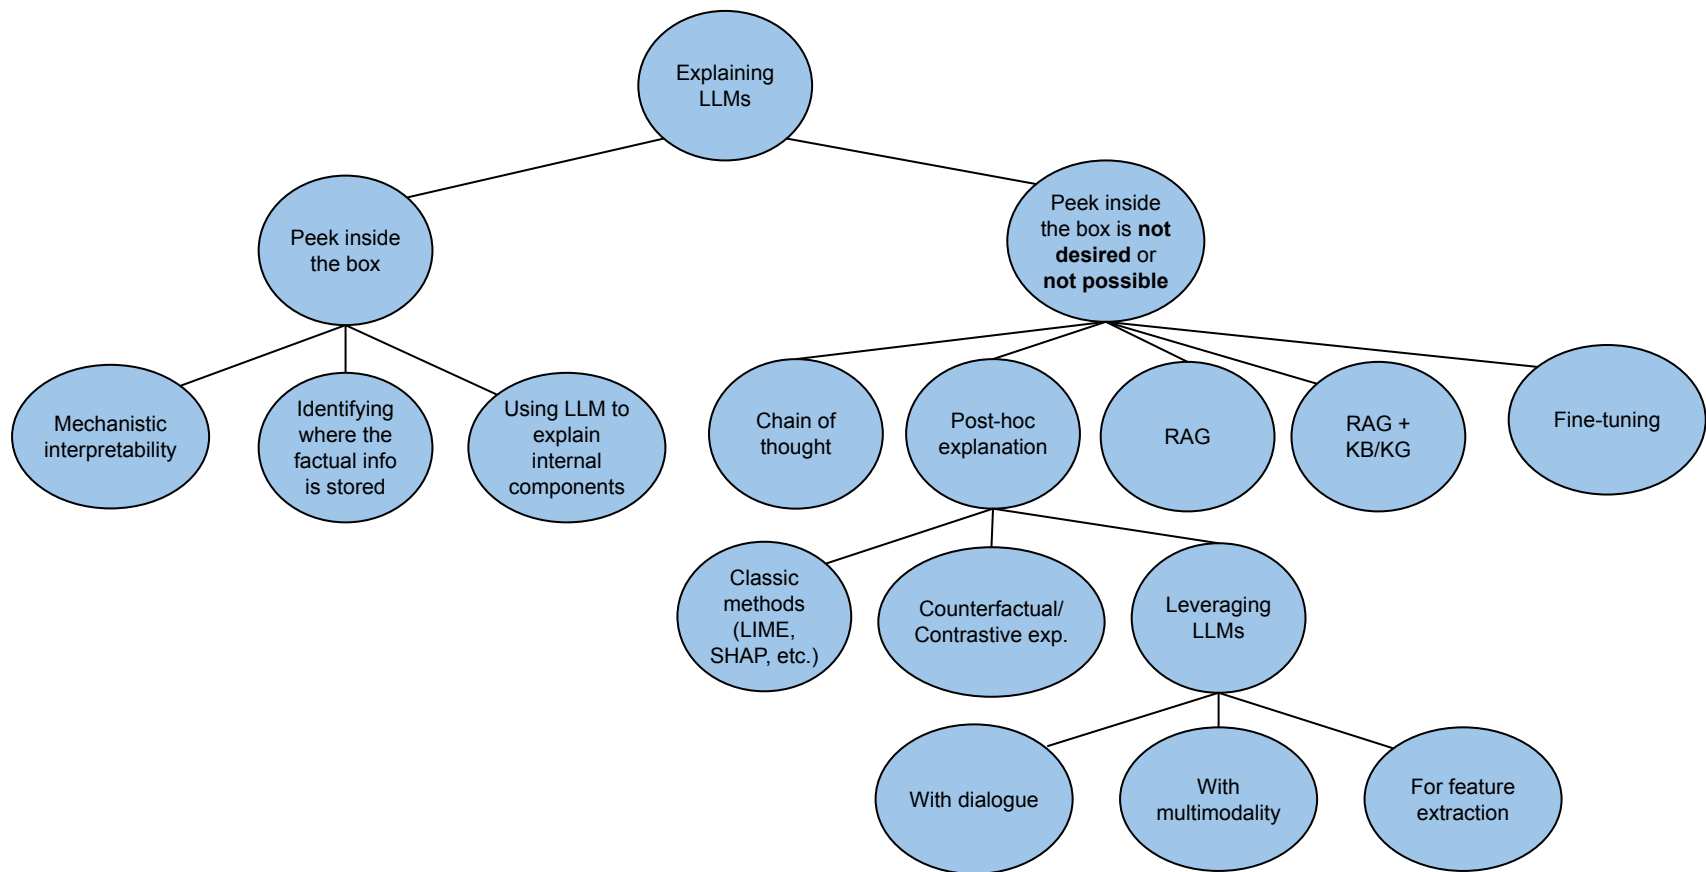 Explaining
LLMs
Peek inside
the box
Peek inside
the box is not
desired or
not possible
Mechanistic
interpretability
Identifying
where the
factual info
is stored
Using LLM to
explain
internal
components
Chain of
thought
Post-hoc
explanation
RAG
RAG +
KB/KG
Fine-tuning
Classic
methods
(LIME,
SHAP, etc.)
Counterfactual/
Contrastive exp.
Leveraging
LLMs
With dialogue
With
multimodality
For feature
extraction